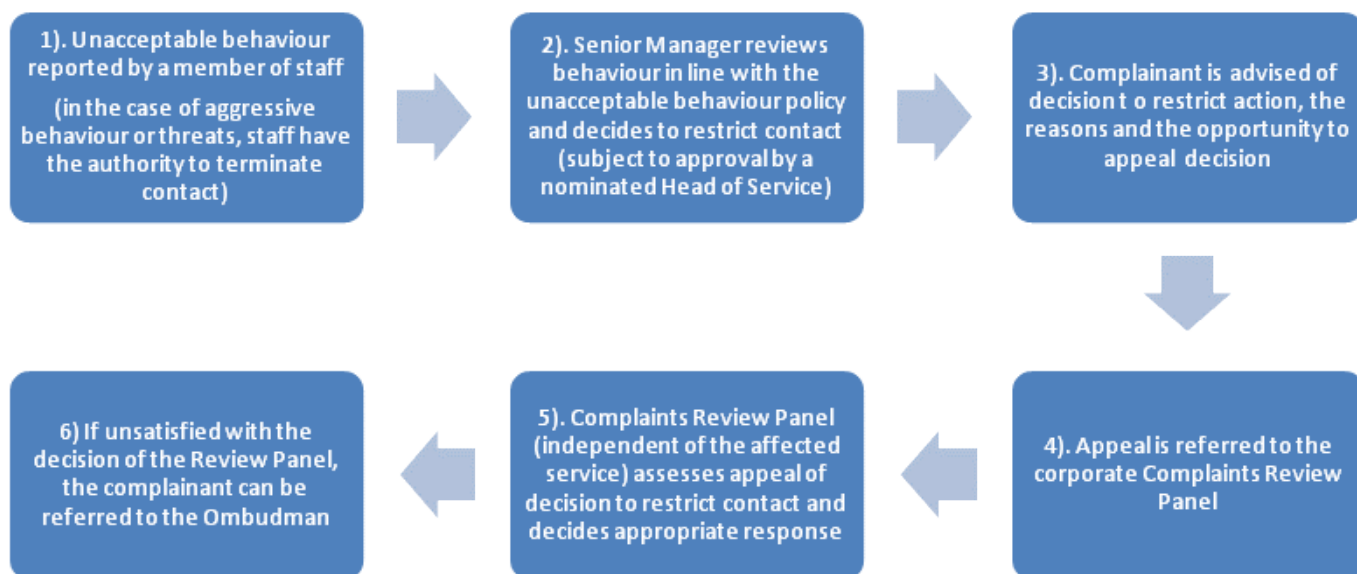 1). Unacceptable behaviour
reported by a member of staff
(in the case of aggressive
behaviour or threats, staff have
the authority to terminate
contact)
2). Senior Manager reviews
behaviour in line with the
unacceptable behaviour policy
and decides to restrict contact
(subject to approval by a
nominated Head of Service)
3). Complainant is advised of
decision t o restrict action, the
reasons and the opportunity to
appeal decision
4). Appeal is referred to the
corporate Complaints Review
Panel
5). Complaints Review Panel
(independent of the affected
service) assesses appeal of
decision to restrict contact and
decides appropriate response
6) If unsatisfied with the
decision of the Review Panel,
the complainant can be
referred to the Ombudman